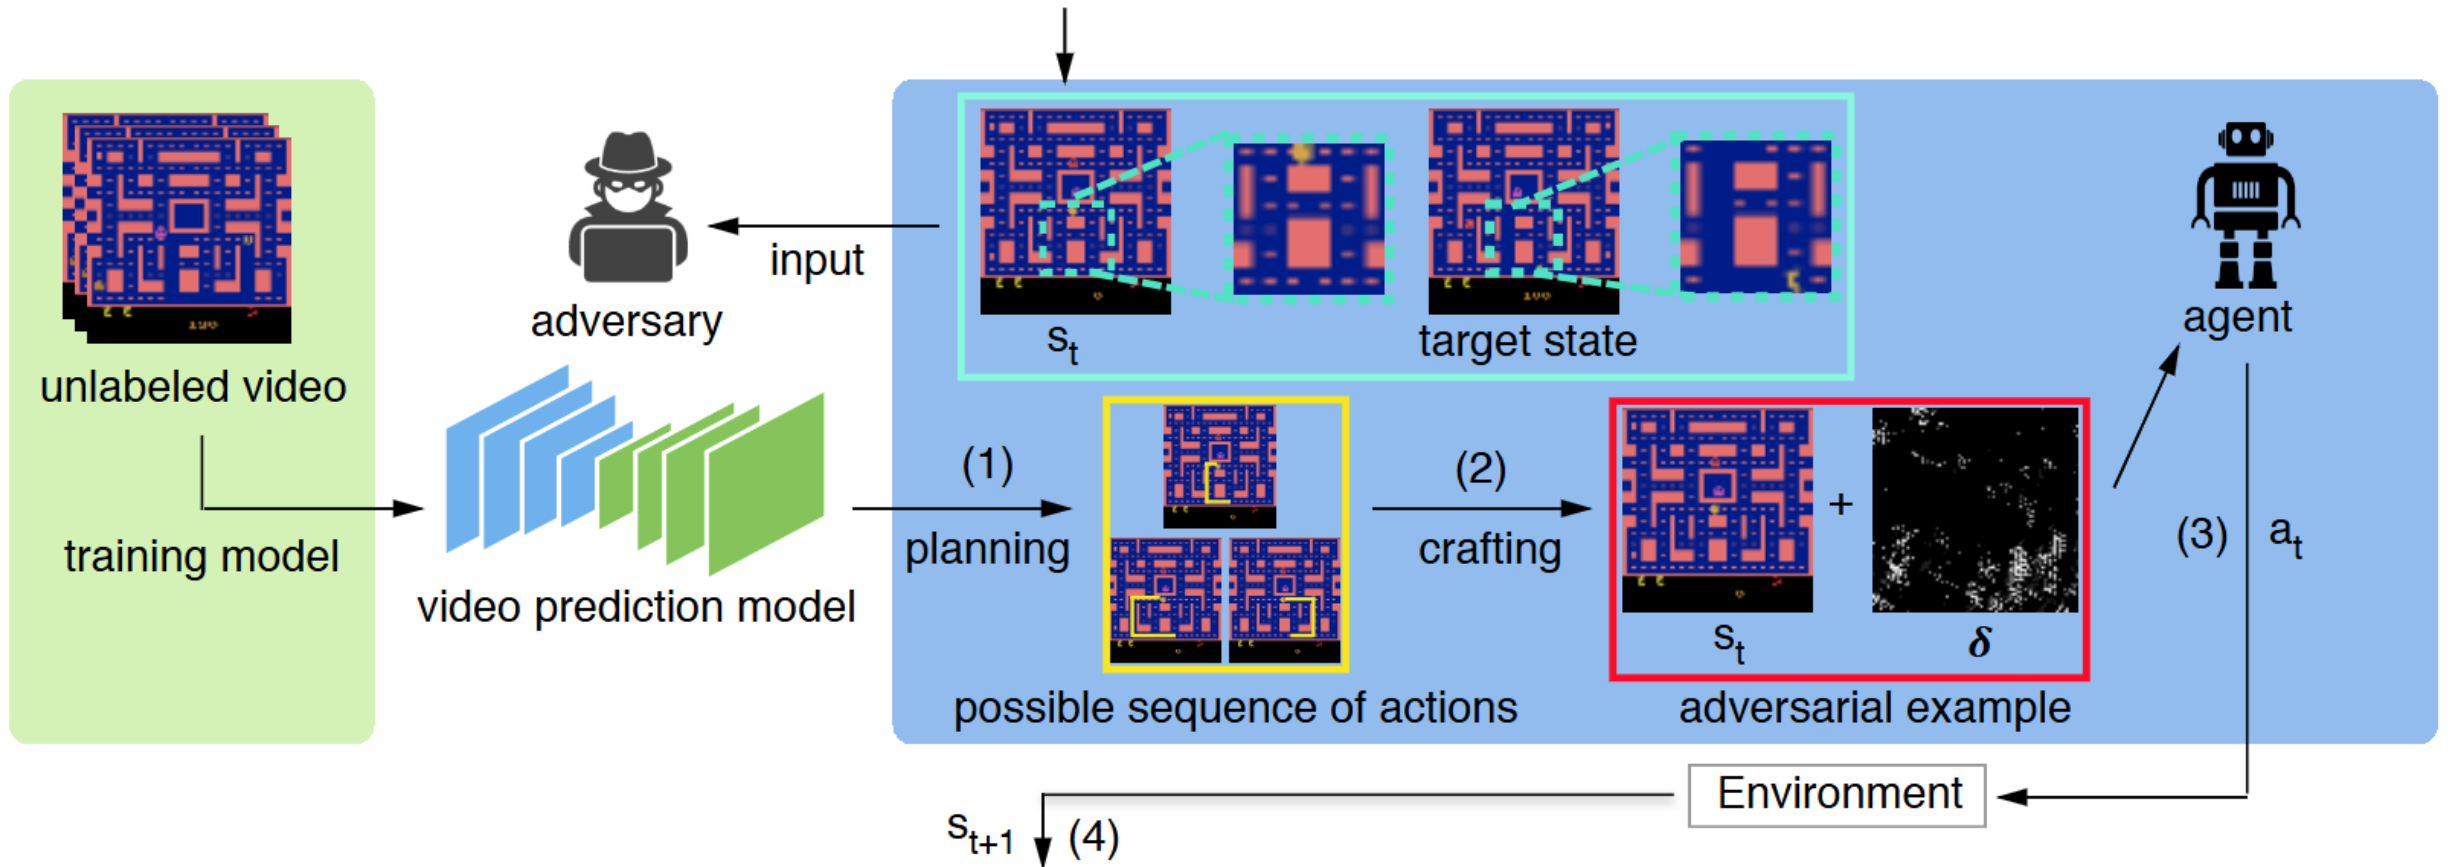 unlabeled video
training model
adversary
input
video prediction model
s_t
target state
(1)
planning
possible sequence of actions
(2)
crafting
s_t
+
δ
adversarial example
agent
(3)
a_t
Environment
s_{t+1}
(4)